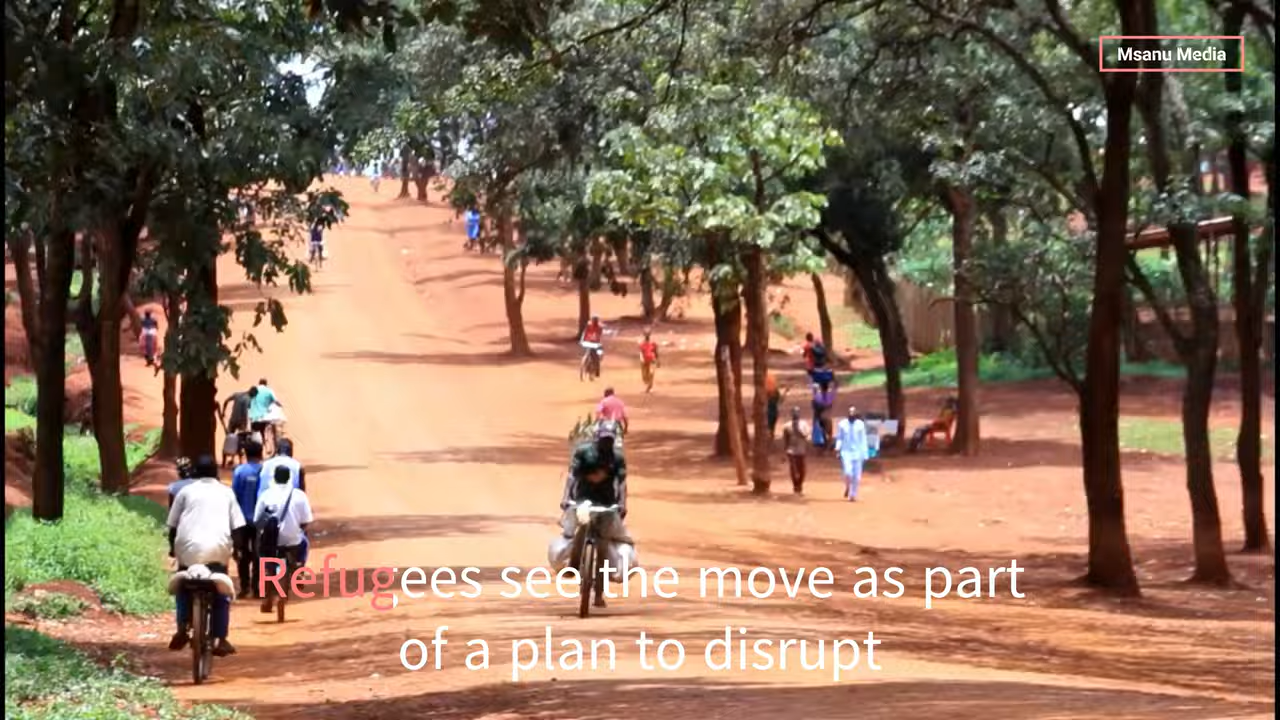 Msanu Media
Refugees see the move as part
of a plan to disrupt